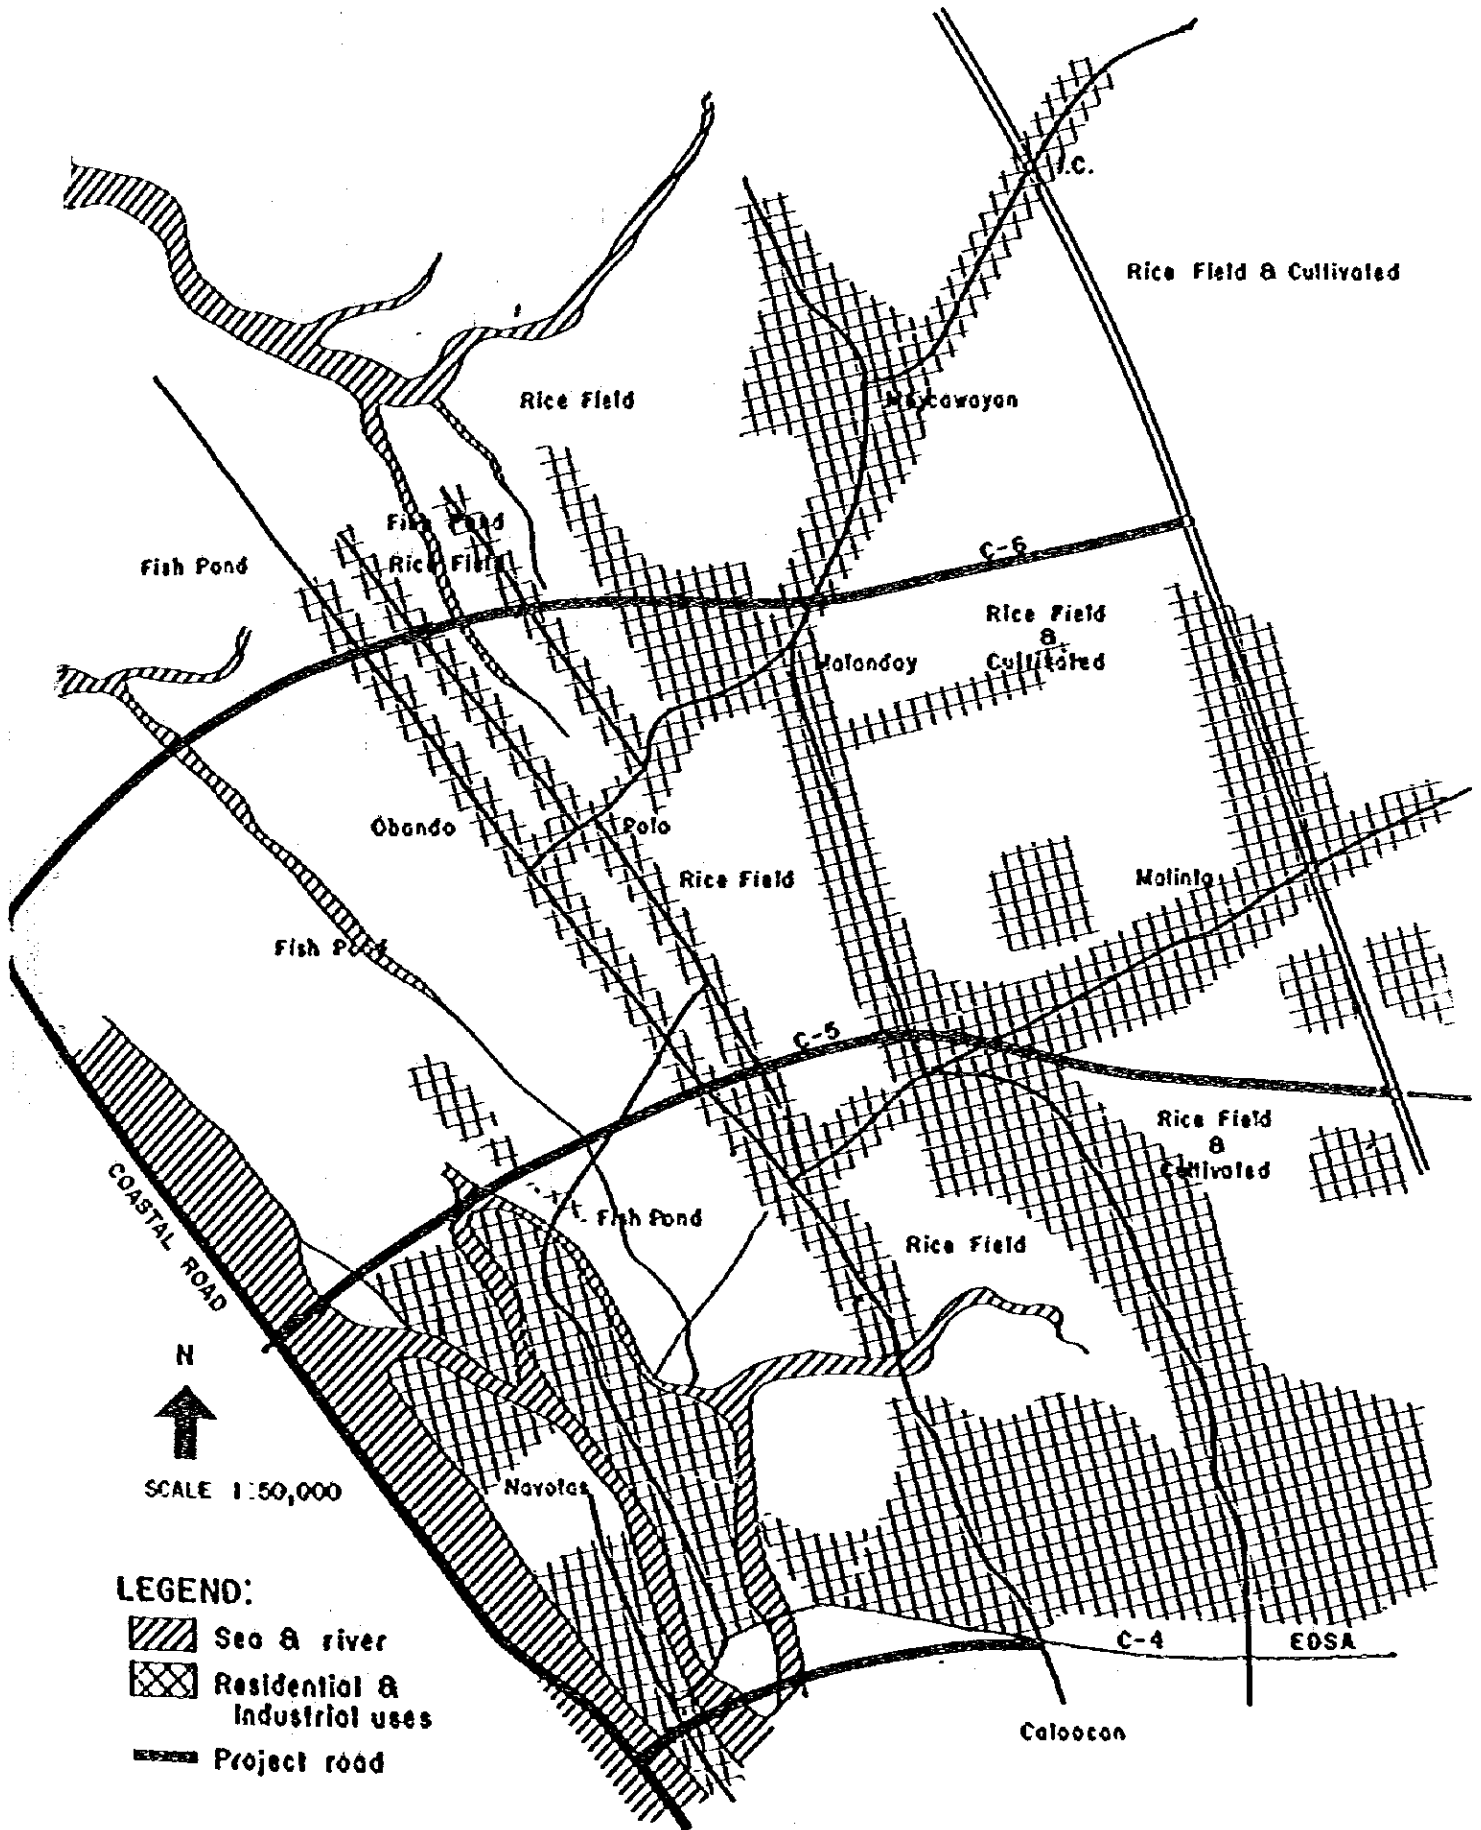 I.C.
Rice Field & Cultivated
Rice Field
Maycawayan
Fish Pond
Rice Field
Fish Pond
C-6
Rice Field
&
Cultivated
Malanday
Obando
Polo
Rice Field
Malinta
Fish Pond
C-5
Rice Field
&
Cultivated
COASTAL ROAD
Fish Pond
Rice Field
N
SCALE 1:50,000
Navotas
LEGEND:
Sea & river
Residential &
Industrial uses
Project road
C-4
EDSA
Caloocan